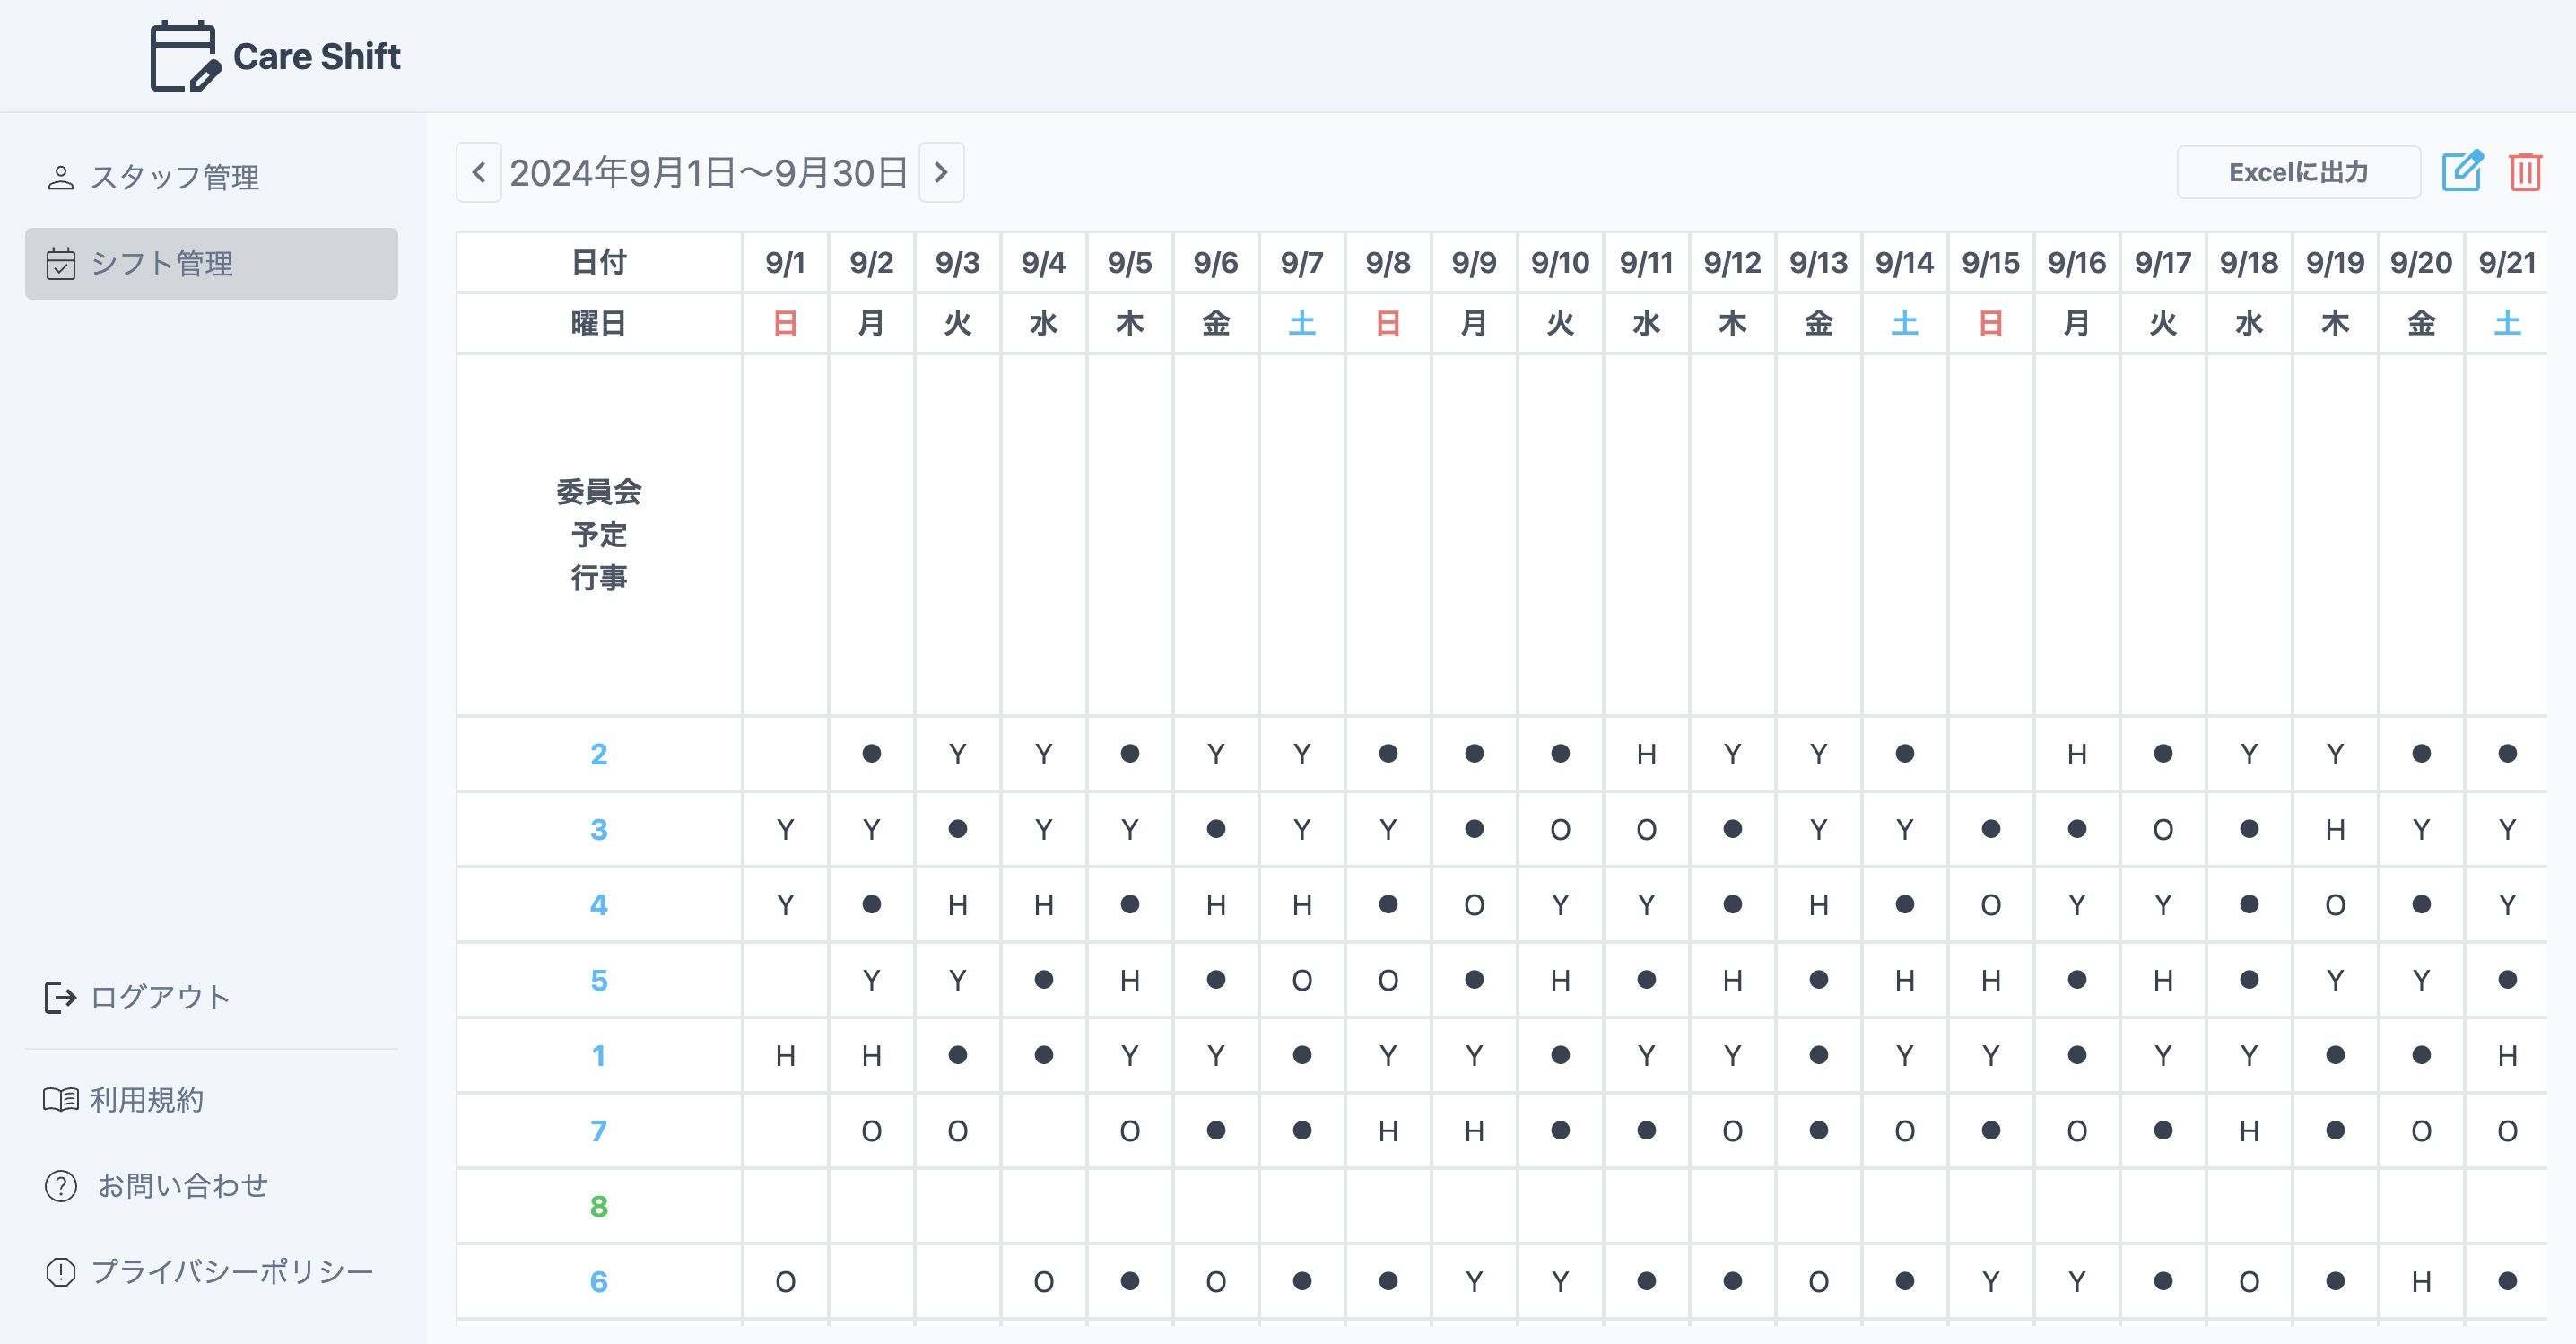 Care Shift
スタッフ管理
シフト管理
ログアウト
利用規約
お問い合わせ
プライバシーポリシー
2024年9月1日〜9月30日
Excelに出力
日付 9/1 9/2 9/3 9/4 9/5 9/6 9/7 9/8 9/9 9/10 9/11 9/12 9/13 9/14 9/15 9/16 9/17 9/18 9/19 9/20 9/21
曜日 日 月 火 水 木 金 土 日 月 火 水 木 金 土 日 月 火 水 木 金 土
委員会
予定
行事
2 ● Y Y ● Y Y ● ● ● H Y Y ● H ● Y Y ● ●
3 Y Y ● Y Y ● Y Y ● O O ● Y Y ● ● O ● H Y Y
4 Y ● H H ● H H ● O Y Y ● H ● O Y Y ● O ● Y
5 Y Y ● H ● O O ● H ● H ● H H ● H ● Y Y ●
1 H H ● ● Y Y ● Y Y ● Y Y ● Y Y ● Y Y ● ● H
7 O O O ● ● H H ● ● O ● O ● O ● H ● O O
8
6 O O ● O ● ● Y Y ● ● O ● Y Y ● O ● H ●